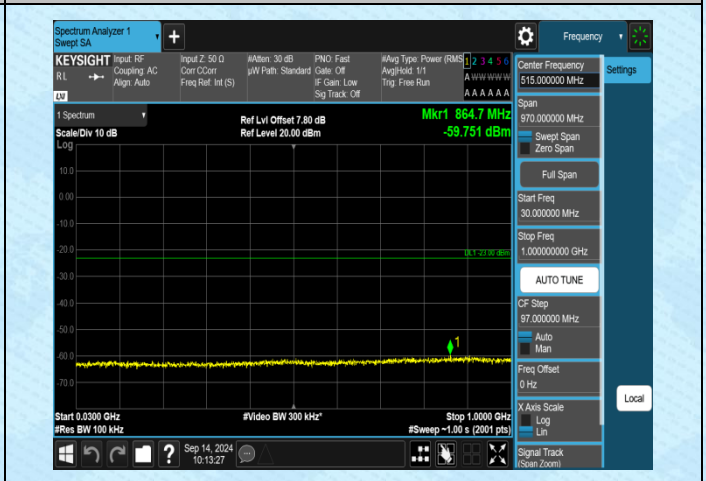 Spectrum Analyzer 1
Swept SA
+
Frequency
KEYSIGHT
RL
LXI
Input: RF
Coupling: AC
Align: Auto
Input Z: 50 Ω
Corr CCorr
Freq Ref: Int (S)
#Atten: 30 dB
µW Path: Standard
PNO: Fast
Gate: Off
IF Gain: Low
Sig Track: Off
#Avg Type: Power (RMS
Avg|Hold: 1/1
Trig: Free Run
1 2 3 4 5 6
A W W W W W
A A A A A A
Center Frequency
515.000000 MHz
Settings
Span
970.000000 MHz
Swept Span
Zero Span
Full Span
Start Freq
30.000000 MHz
Stop Freq
1.000000000 GHz
AUTO TUNE
CF Step
97.000000 MHz
Auto
Man
Freq Offset
0 Hz
X Axis Scale
Log
Lin
Signal Track
(Span Zoom)
Local
1 Spectrum
Scale/Div 10 dB
Log
Ref Lvl Offset 7.80 dB
Ref Level 20.00 dBm
Mkr1 864.7 MHz
-59.751 dBm
10.0
0.00
-10.0
-20.0
DL1 -23.00 dBm
-30.0
-40.0
-50.0
1
-60.0
-70.0
Start 0.0300 GHz
#Res BW 100 kHz
#Video BW 300 kHz*
Stop 1.0000 GHz
#Sweep ~1.00 s (2001 pts)
?
Sep 14, 2024
10:13:27